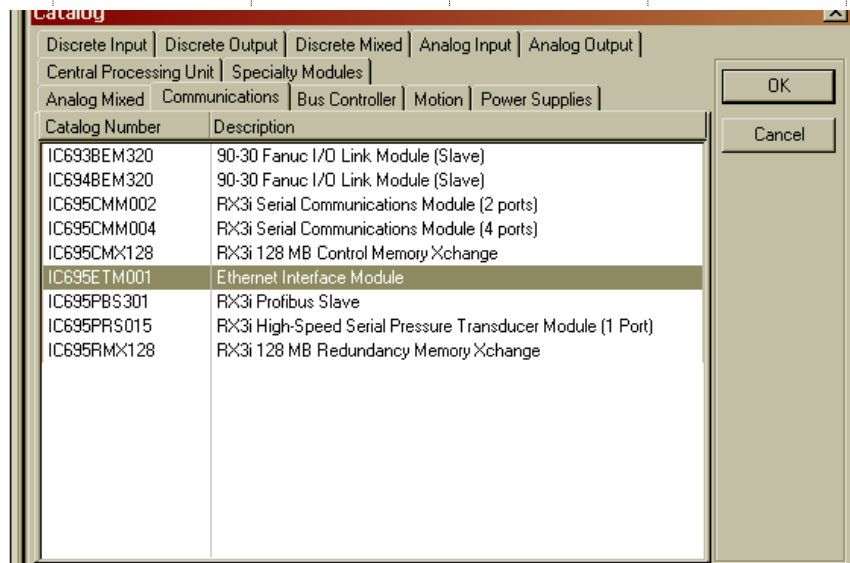 Catalog
Discrete Input Discrete Output Discrete Mixed Analog Input Analog Output
Central Processing Unit Specialty Modules
Analog Mixed Communications Bus Controller Motion Power Supplies
OK
Cancel
Catalog Number Description
IC693BEM320 90-30 Fanuc I/O Link Module (Slave)
IC694BEM320 90-30 Fanuc I/O Link Module (Slave)
IC695CMM002 RX3i Serial Communications Module (2 ports)
IC695CMM004 RX3i Serial Communications Module (4 ports)
IC695CMX128 RX3i 128 MB Control Memory Xchange
IC695ETM001 Ethernet Interface Module
IC695PBS301 RX3i Profibus Slave
IC695PRS015 RX3i High-Speed Serial Pressure Transducer Module (1 Port)
IC695RMX128 RX3i 128 MB Redundancy Memory Xchange